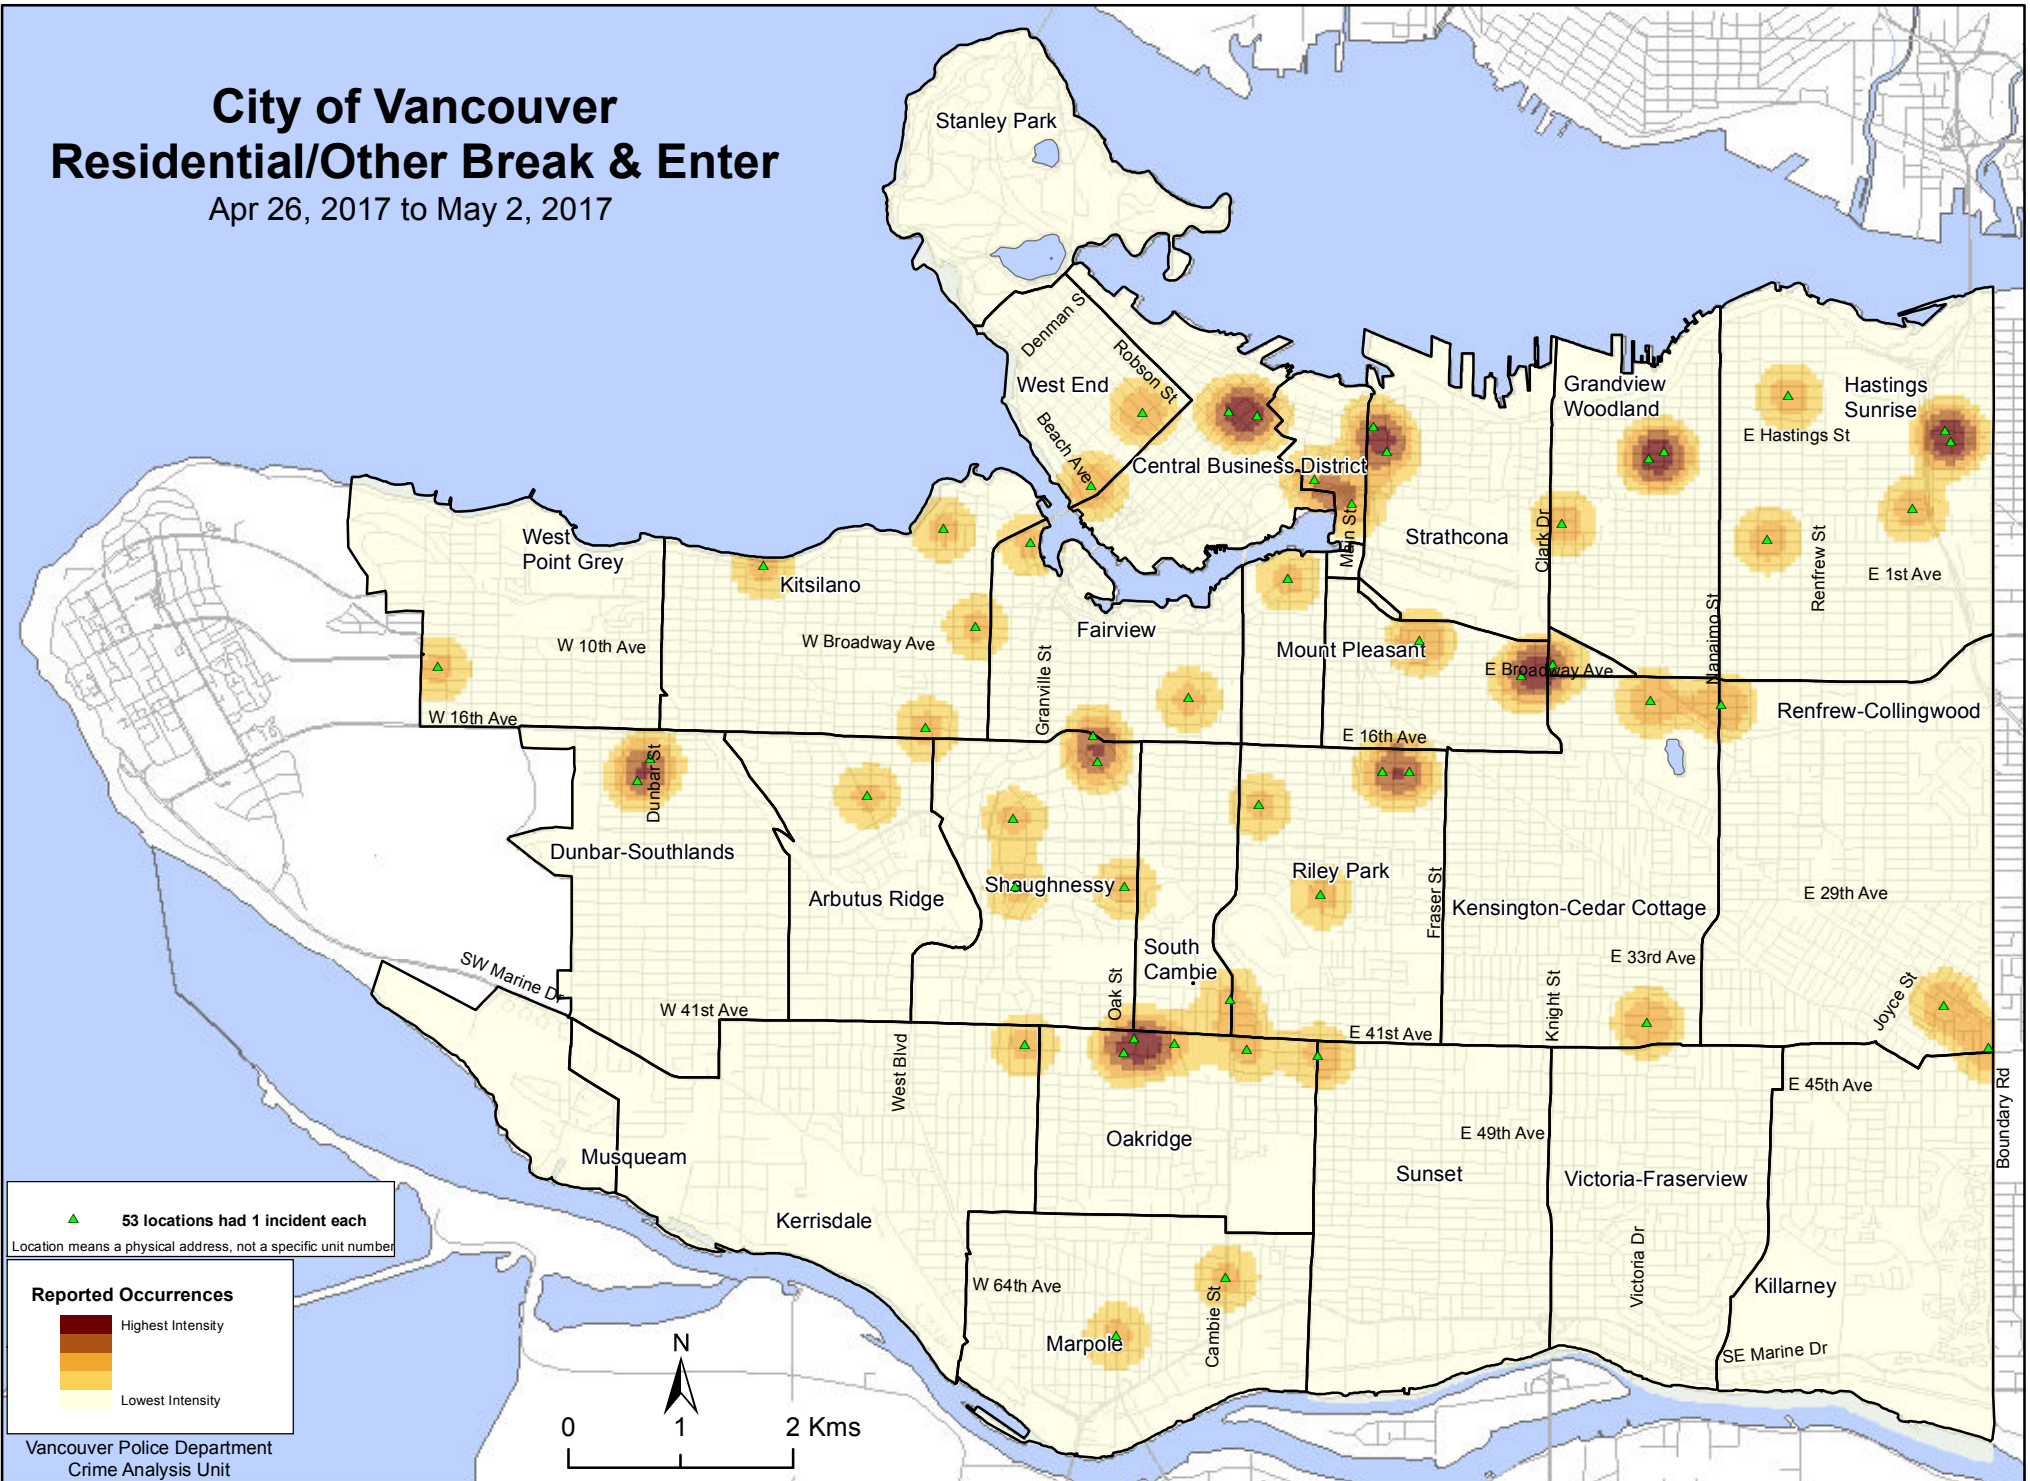 City of Vancouver
Residential/Other Break & Enter
Apr 26, 2017 to May 2, 2017
Stanley Park
Denman S
Robson St
West End
Beach Ave
Central Business District
Grandview
Woodland
Hastings
Sunrise
E Hastings St
West
Point Grey
Kitsilano
Strathcona
Main St
Clark Dr
Renfrew St
E 1st Ave
Nanaimo St
W 10th Ave
W Broadway Ave
Fairview
Granville St
Mount Pleasant
E Broadway Ave
W 16th Ave
E 16th Ave
Renfrew-Collingwood
Dunbar St
Dunbar-Southlands
Arbutus Ridge
Shaughnessy
Riley Park
Fraser St
Kensington-Cedar Cottage
E 29th Ave
South
Cambie
E 33rd Ave
SW Marine Dr
W 41st Ave
Oak St
E 41st Ave
Knight St
Joyce St
West Blvd
E 45th Ave
Boundary Rd
Musqueam
Oakridge
E 49th Ave
Sunset
Victoria-Fraserview
Kerrisdale
W 64th Ave
Cambie St
Victoria Dr
Killarney
Marpole
SE Marine Dr
53 locations had 1 incident each
Location means a physical address, not a specific unit number
Reported Occurrences
Highest Intensity
Lowest Intensity
Vancouver Police Department
Crime Analysis Unit
N
0 1 2 Kms